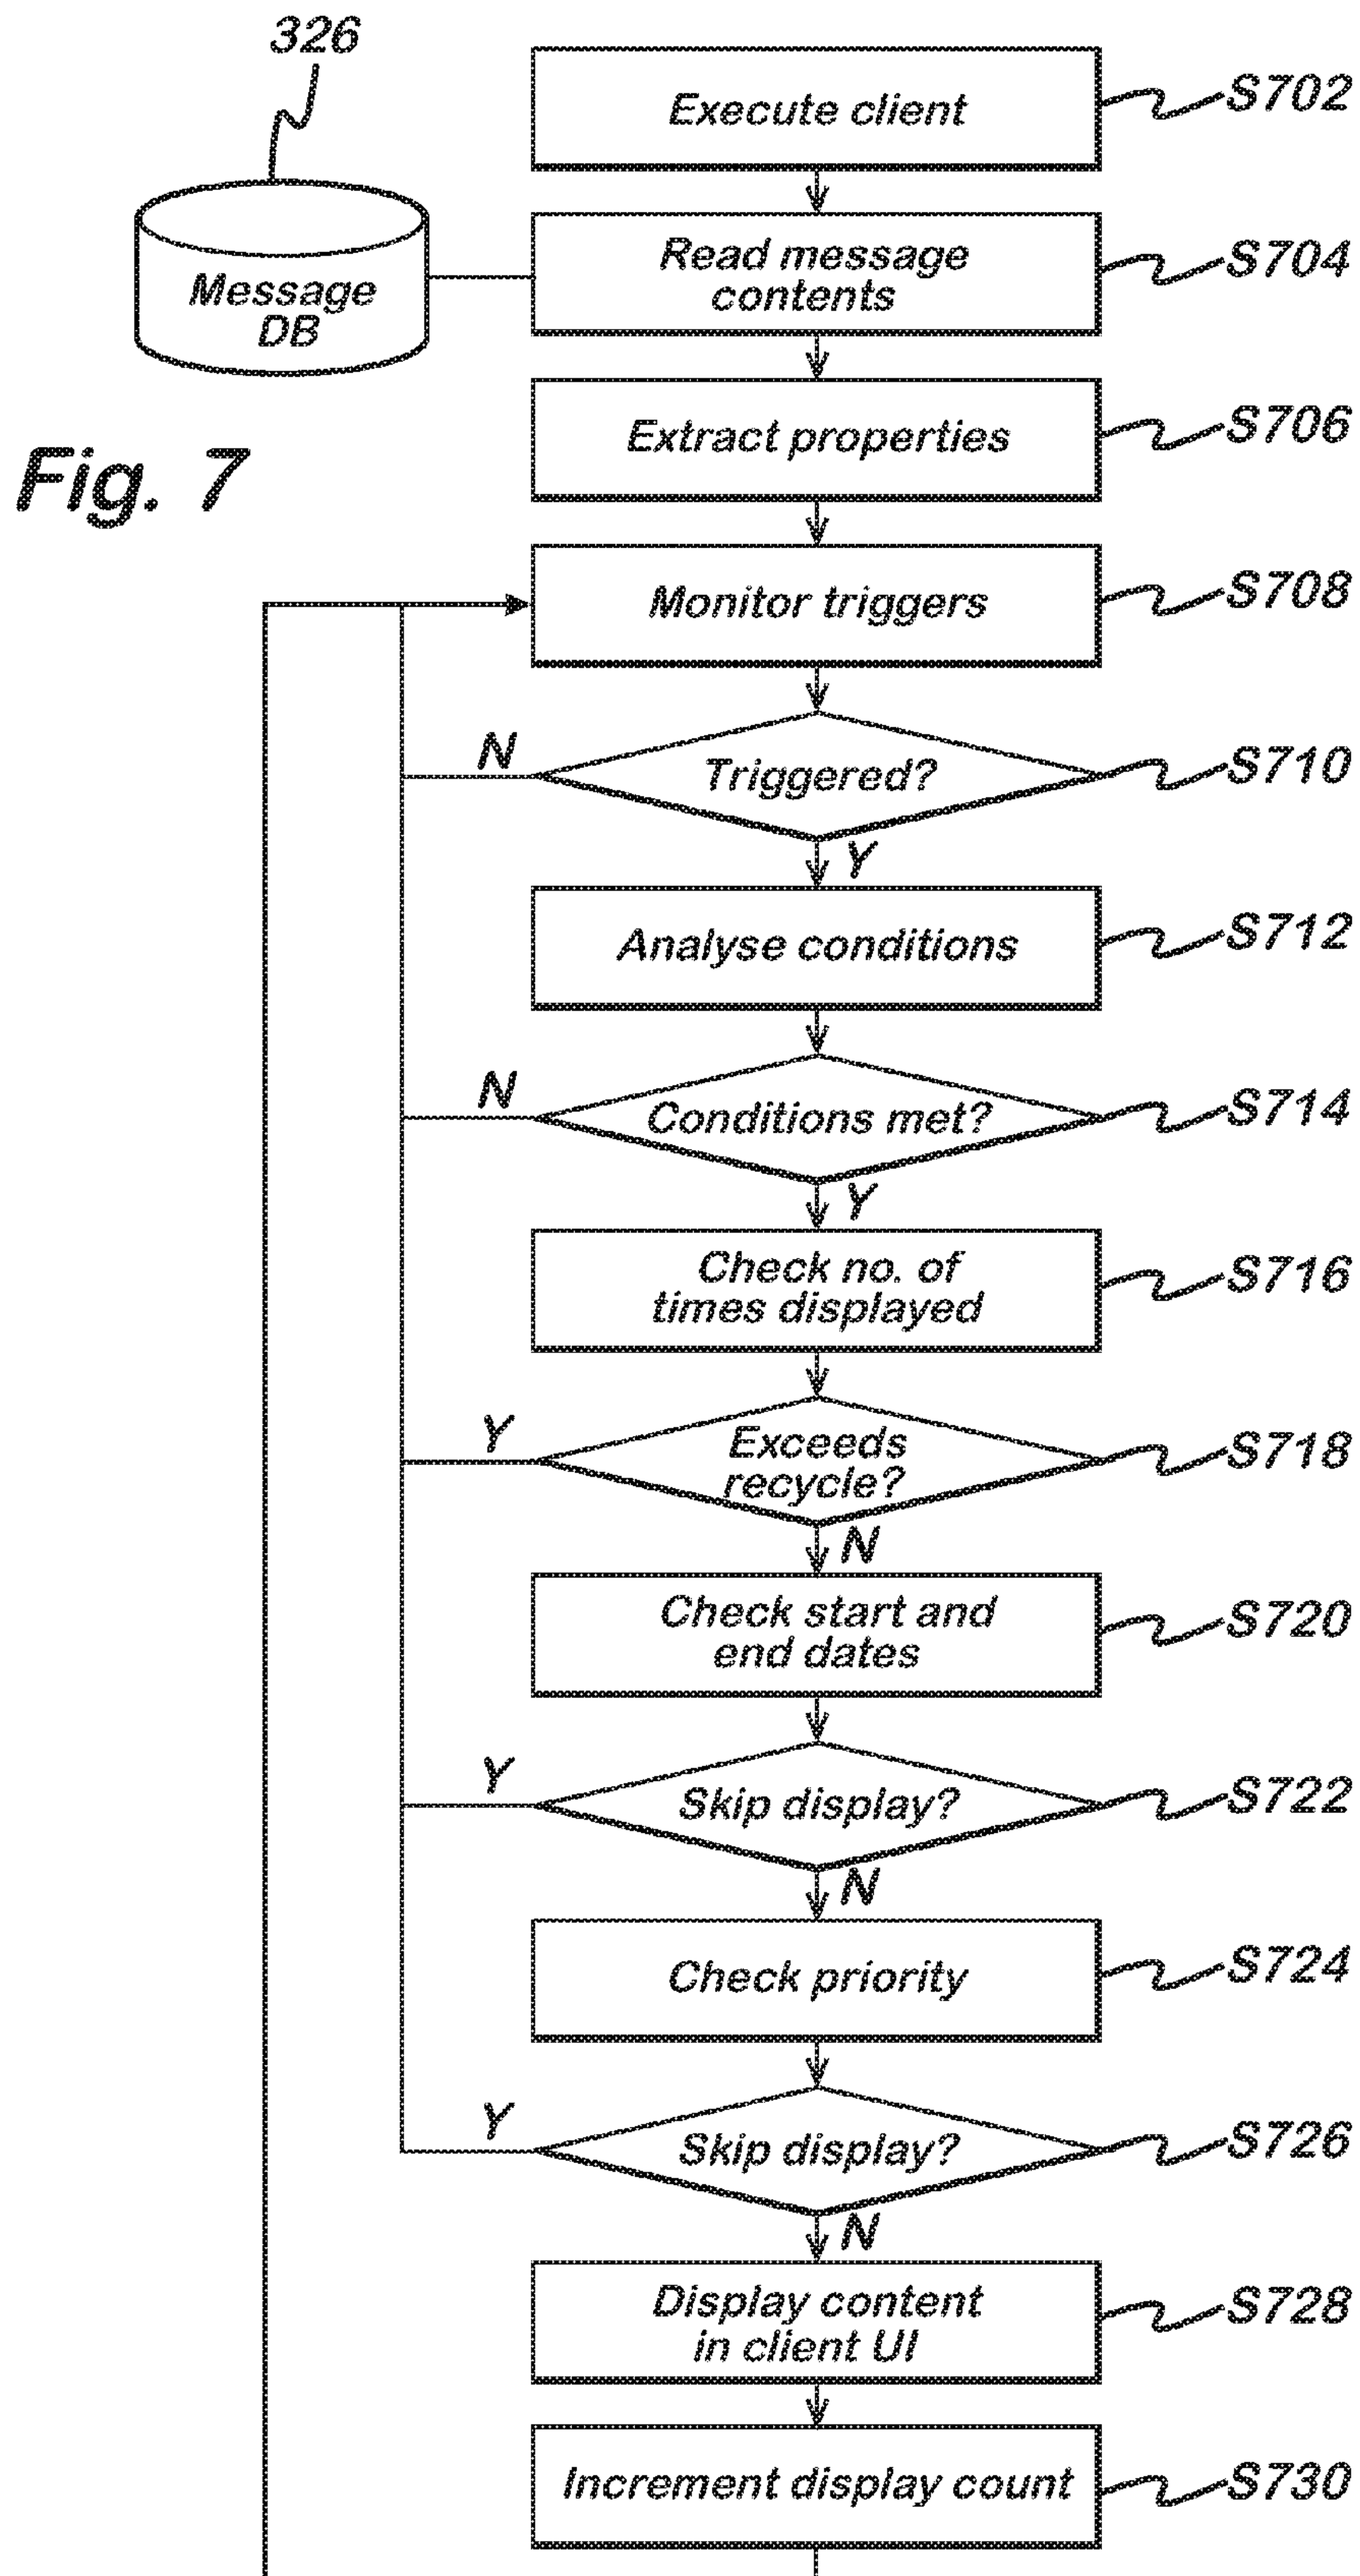 326
Execute client
S702
Message
DB
Read message
contents
S704
Fig. 7
Extract properties
S706
Monitor triggers
S708
N
Triggered?
S710
Y
Analyse conditions
S712
N
Conditions met?
S714
Y
Check no. of
times displayed
S716
Y
Exceeds
recycle?
S718
N
Check start and
end dates
S720
Y
Skip display?
S722
N
Check priority
S724
Y
Skip display?
S726
N
Display content
in client UI
S728
Increment display count
S730